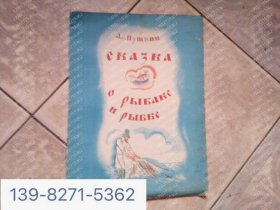 А. Пушкин
СКАЗКА
О РЫБАКЕ
И РЫБКЕ
139-8271-5362